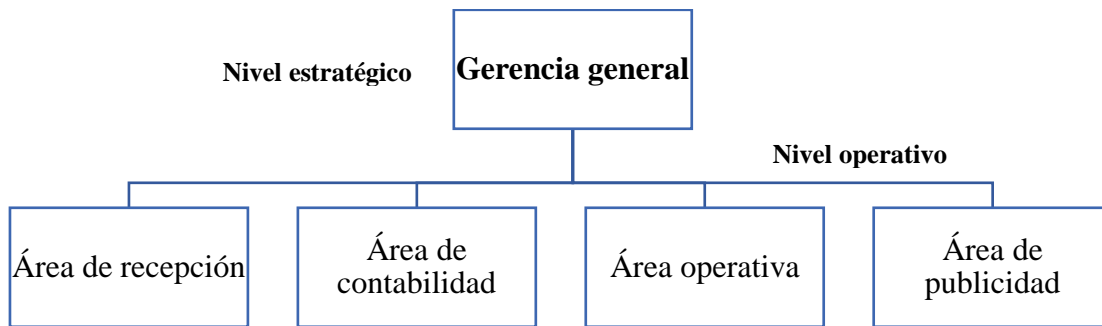 Gerencia general
Nivel estratégico
Nivel operativo
Área de recepción
Área de
contabilidad
Área operativa
Área de
publicidad